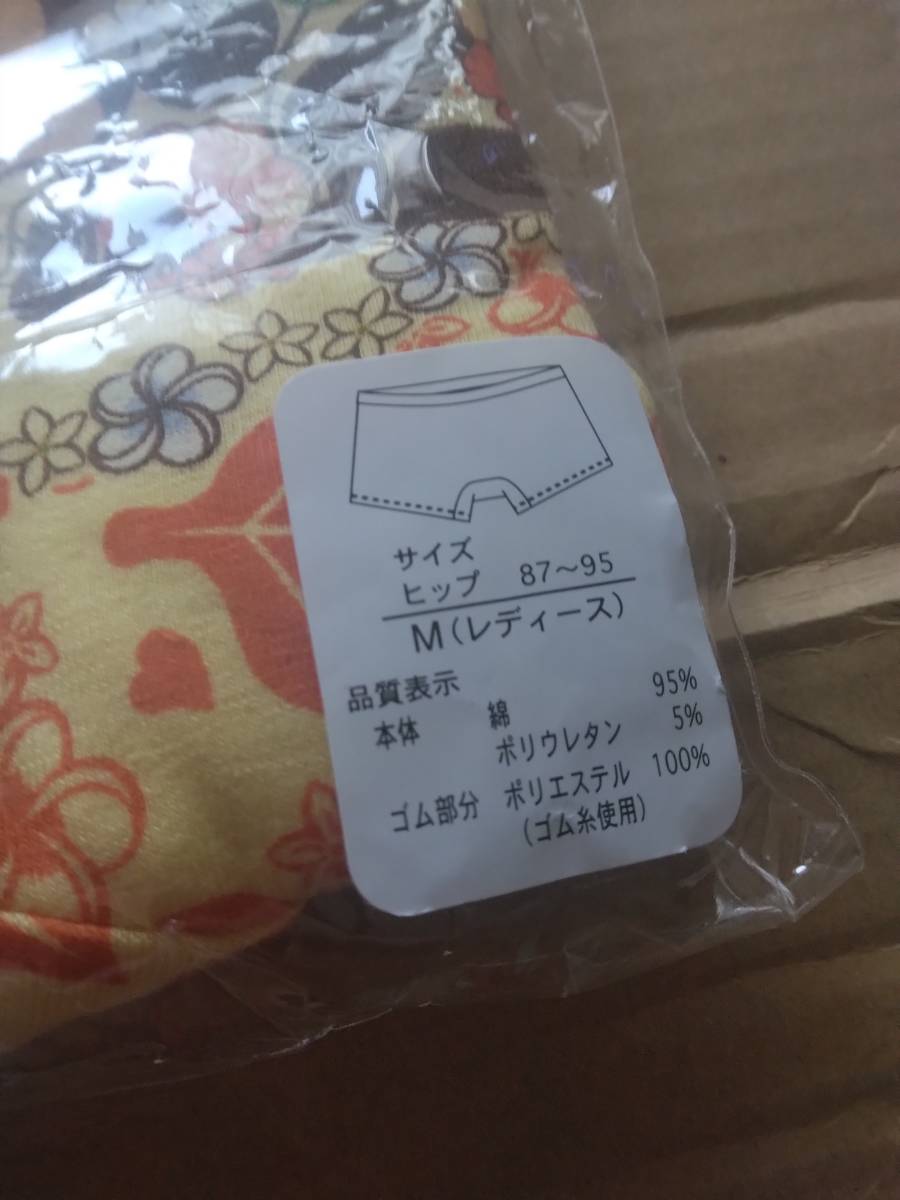 サイズ
ヒップ 87～95
M(レディース)
品質表示
本体 綿 95%
ポリウレタン 5%
ゴム部分 ポリエステル 100%
(ゴム糸使用)